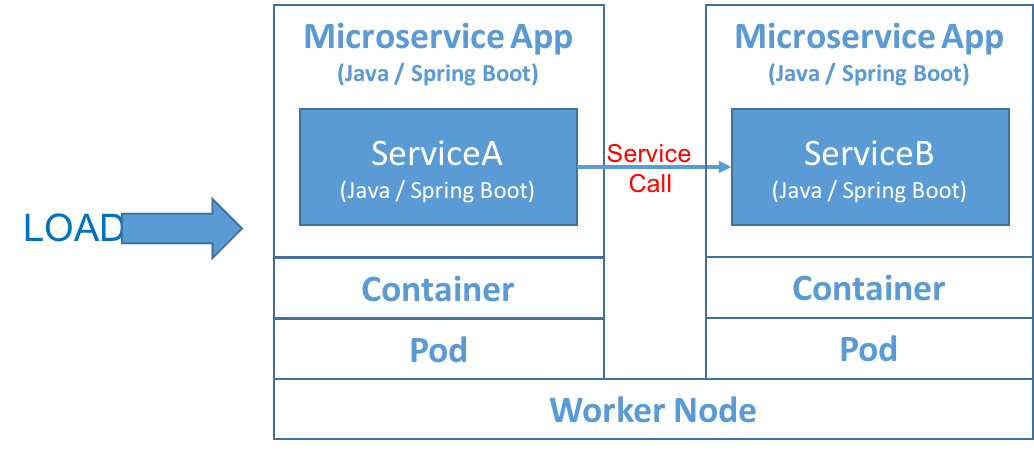 LOAD
Microservice App
(Java / Spring Boot)
ServiceA
(Java / Spring Boot)
Container
Pod
Service
Call
Microservice App
(Java / Spring Boot)
ServiceB
(Java / Spring Boot)
Container
Pod
Worker Node